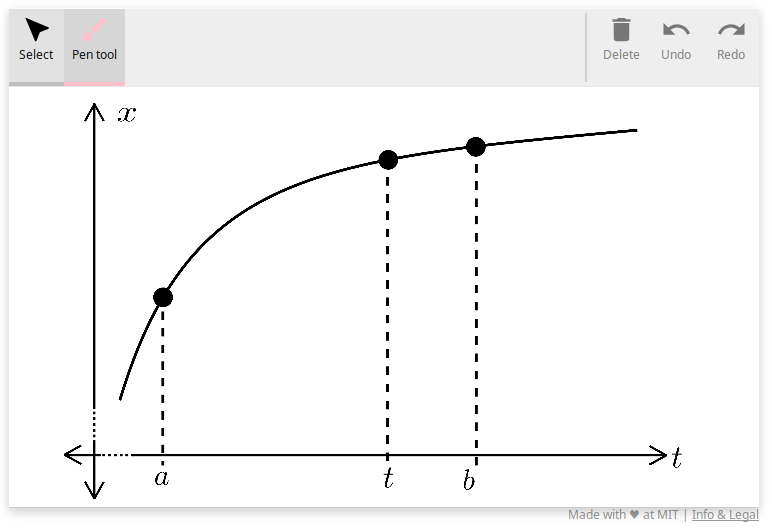 Select Pen tool Delete Undo Redo
x
t
a t b
Made with ♥ at MIT | Info & Legal